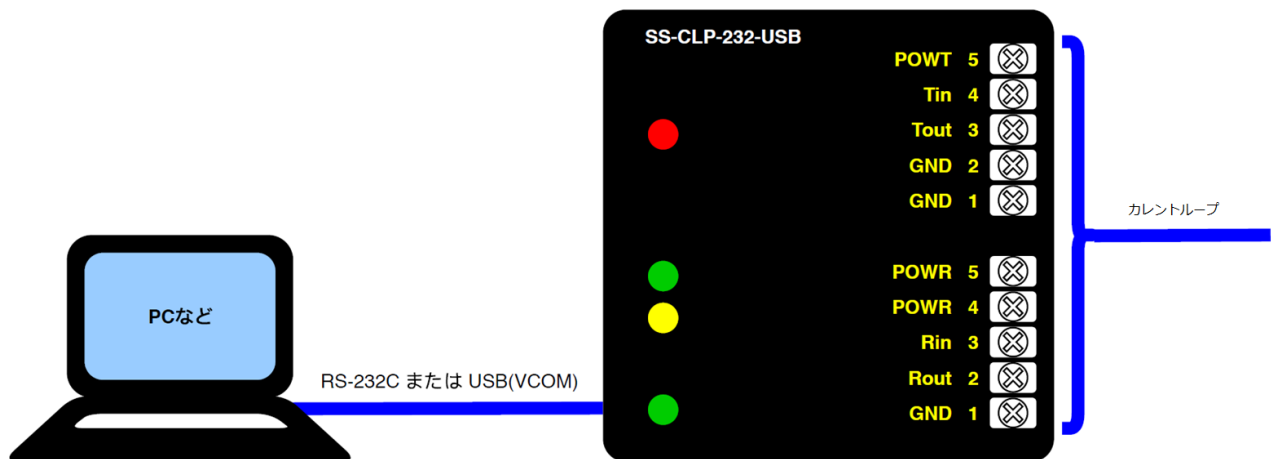 SS-CLP-232-USB
POWT 5
Tin 4
Tout 3
GND 2
GND 1
カレントループ
POWR 5
POWR 4
Rin 3
Rout 2
GND 1
PCなど
RS-232C または USB(VCOM)